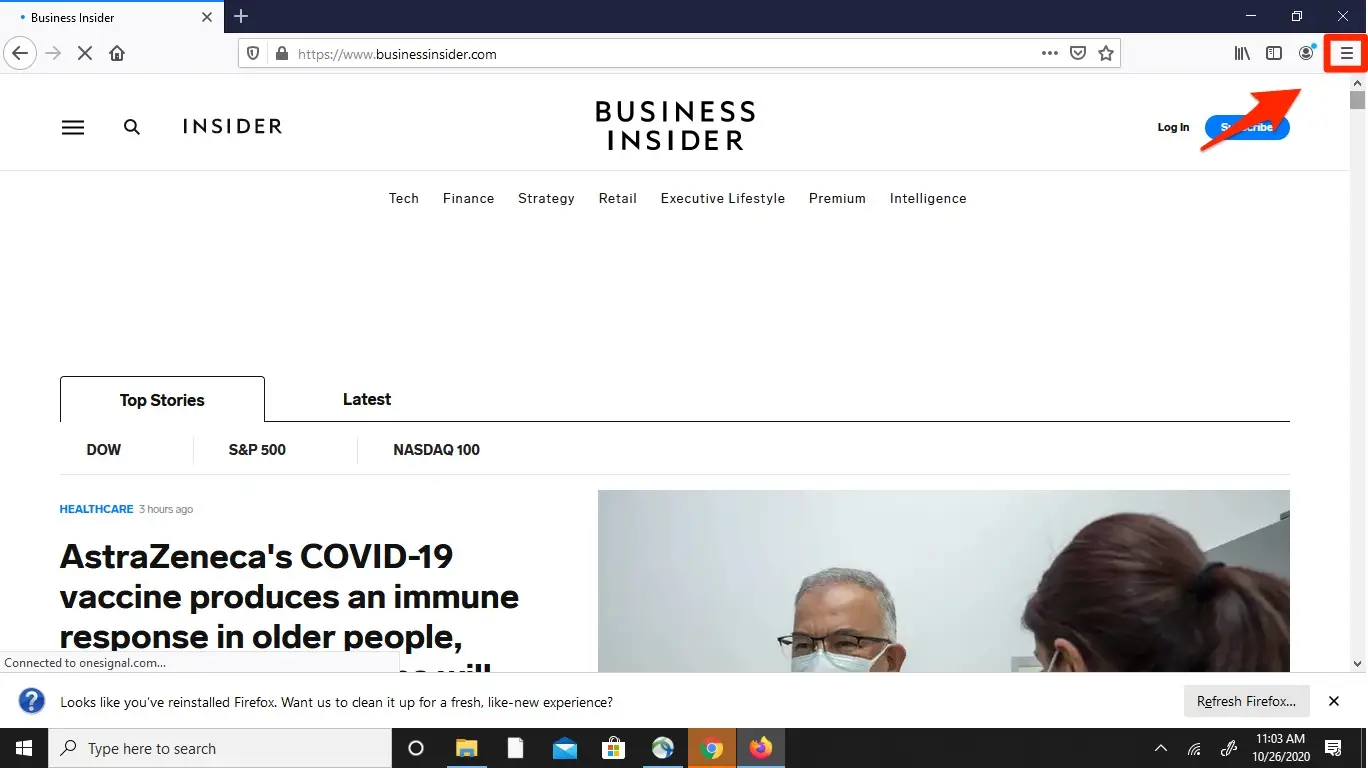 Business Insider
https://www.businessinsider.com
INSIDER
BUSINESS
INSIDER
Log In
Tech Finance Strategy Retail Executive Lifestyle Premium Intelligence
Top Stories Latest
DOW S&P 500 NASDAQ 100
HEALTHCARE 3 hours ago
AstraZeneca's COVID-19
vaccine produces an immune
response in older people,
Connected to onesignal.com...
Looks like you've reinstalled Firefox. Want us to clean it up for a fresh, like-new experience?
Refresh Firefox...
Type here to search
11:03 AM
10/26/2020